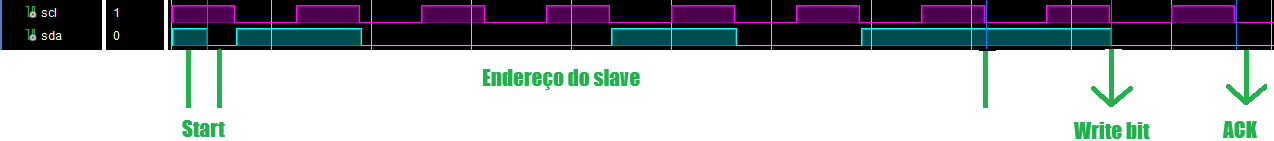 scl 1
sda 0
Endereço do slave
Start
Write bit
ACK